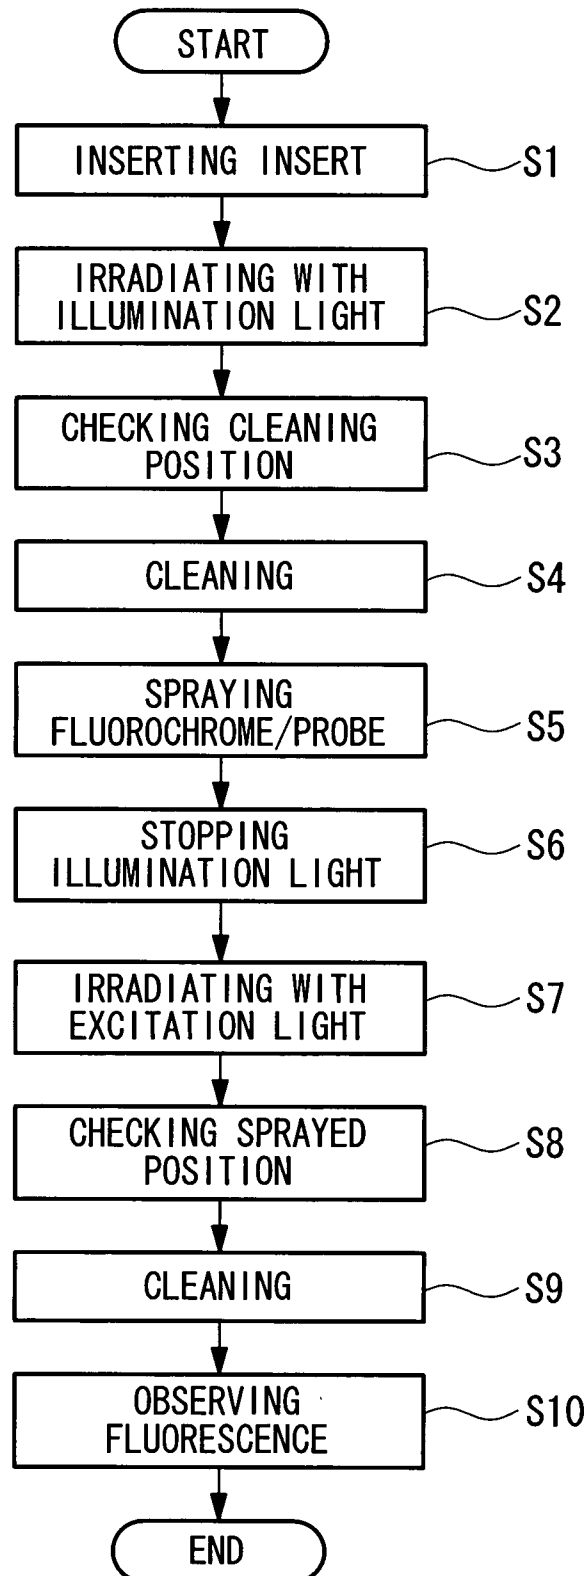 START
INSERTING INSERT
S1
IRRADIATING WITH
ILLUMINATION LIGHT
S2
CHECKING CLEANING
POSITION
S3
CLEANING
S4
SPRAYING
FLUOROCHROME/PROBE
S5
STOPPING
ILLUMINATION LIGHT
S6
IRRADIATING WITH
EXCITATION LIGHT
S7
CHECKING SPRAYED
POSITION
S8
CLEANING
S9
OBSERVING
FLUORESCENCE
S10
END